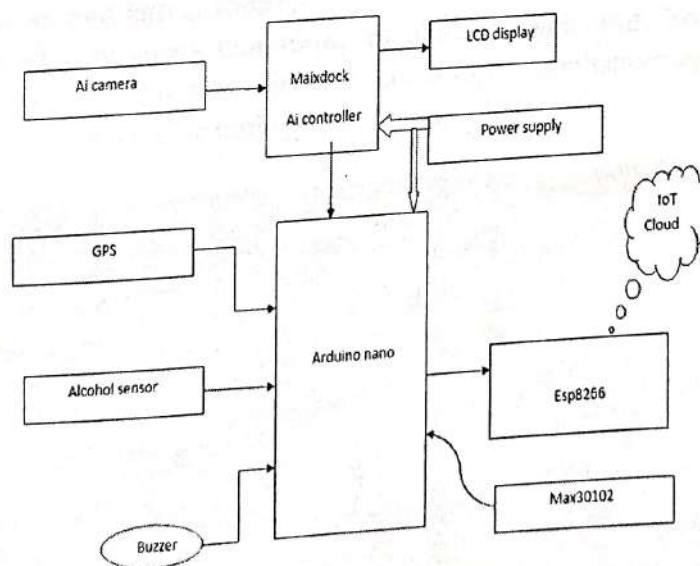 LCD display
Ai camera
Maixdock
Ai controller
Power supply
IoT
Cloud
GPS
Arduino nano
Alcohol sensor
Esp8266
Max30102
Buzzer